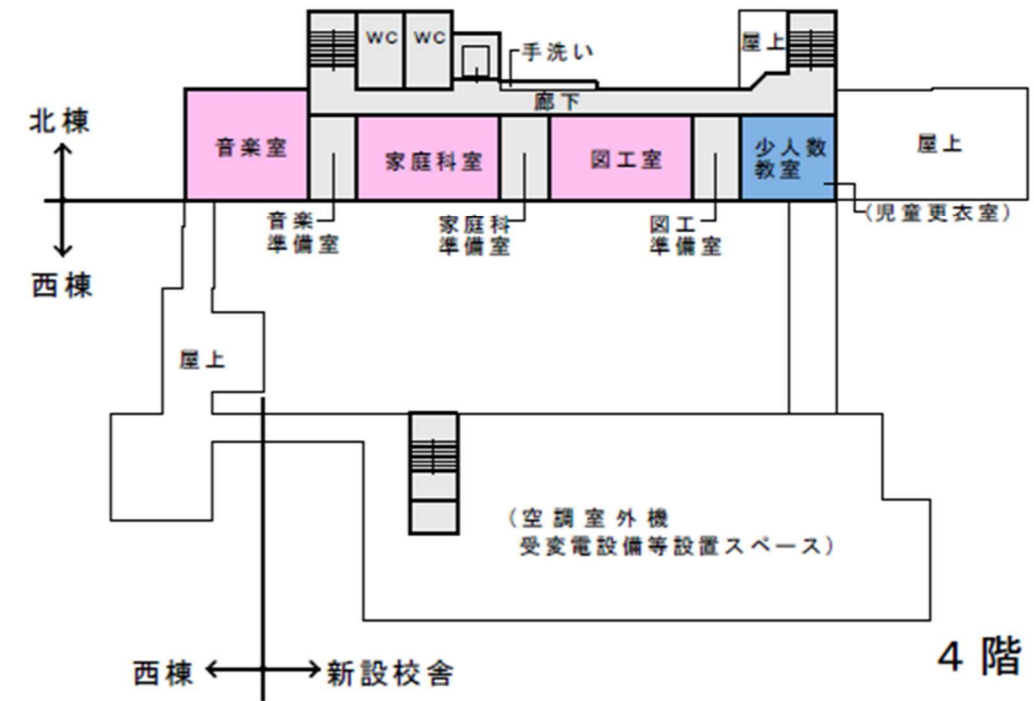 WC
WC
屋上
手洗い
廊下
北棟
音楽室
家庭科室
図工室
少人数
教室
屋上
(児童更衣室)
音楽
準備室
家庭科
準備室
図工
準備室
西棟
屋上
(空調室外機
受変電設備等設置スペース)
4階
西棟
新設校舎